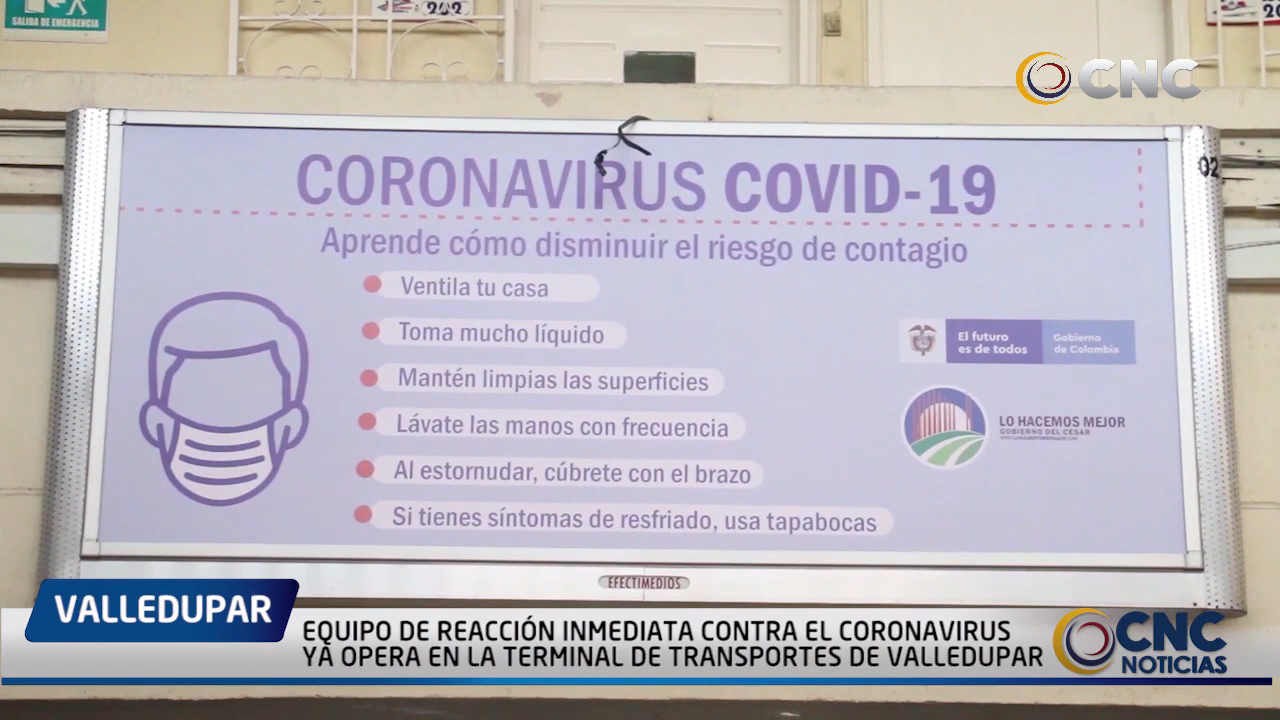 SALIDA DE EMERGENCIA
202
CNC
02
CORONAVIRUS COVID-19
Aprende cómo disminuir el riesgo de contagio
Ventila tu casa
Toma mucho líquido
Mantén limpias las superficies
Lávate las manos con frecuencia
Al estornudar, cúbrete con el brazo
Si tienes síntomas de resfriado, usa tapabocas
El futuro
es de todos
Gobierno
de Colombia
LO HACEMOS MEJOR
GOBIERNO DEL CESAR
EFECTIMEDIOS
VALLEDUPAR
EQUIPO DE REACCIÓN INMEDIATA CONTRA EL CORONAVIRUS
YA OPERA EN LA TERMINAL DE TRANSPORTES DE VALLEDUPAR
CNC
NOTICIAS